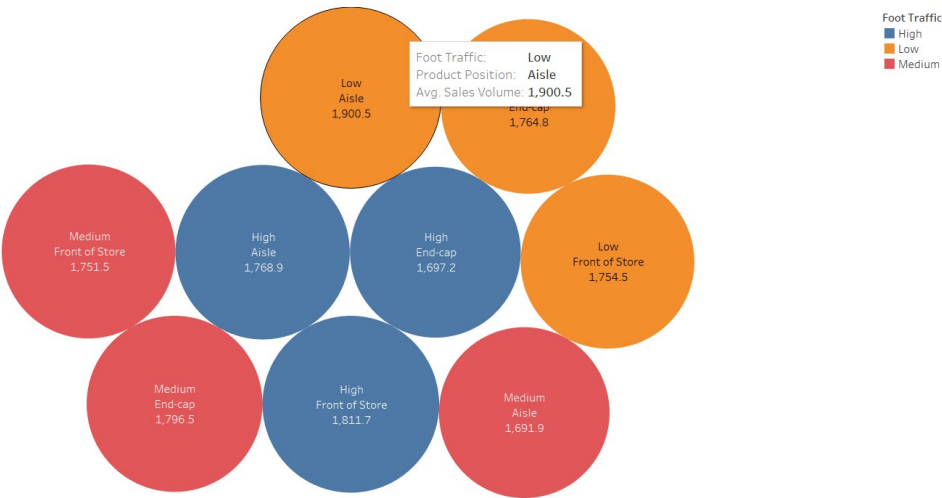 Foot Traffic
High
Low
Medium
Low
Aisle
1,900.5
Foot Traffic: Low
Product Position: Aisle
Avg. Sales Volume: 1,900.5
End-cap
1,764.8
Medium
Front of Store
1,751.5
High
Aisle
1,768.9
High
End-cap
1,697.2
Low
Front of Store
1,754.5
Medium
End-cap
1,796.5
High
Front of Store
1,811.7
Medium
Aisle
1,691.9